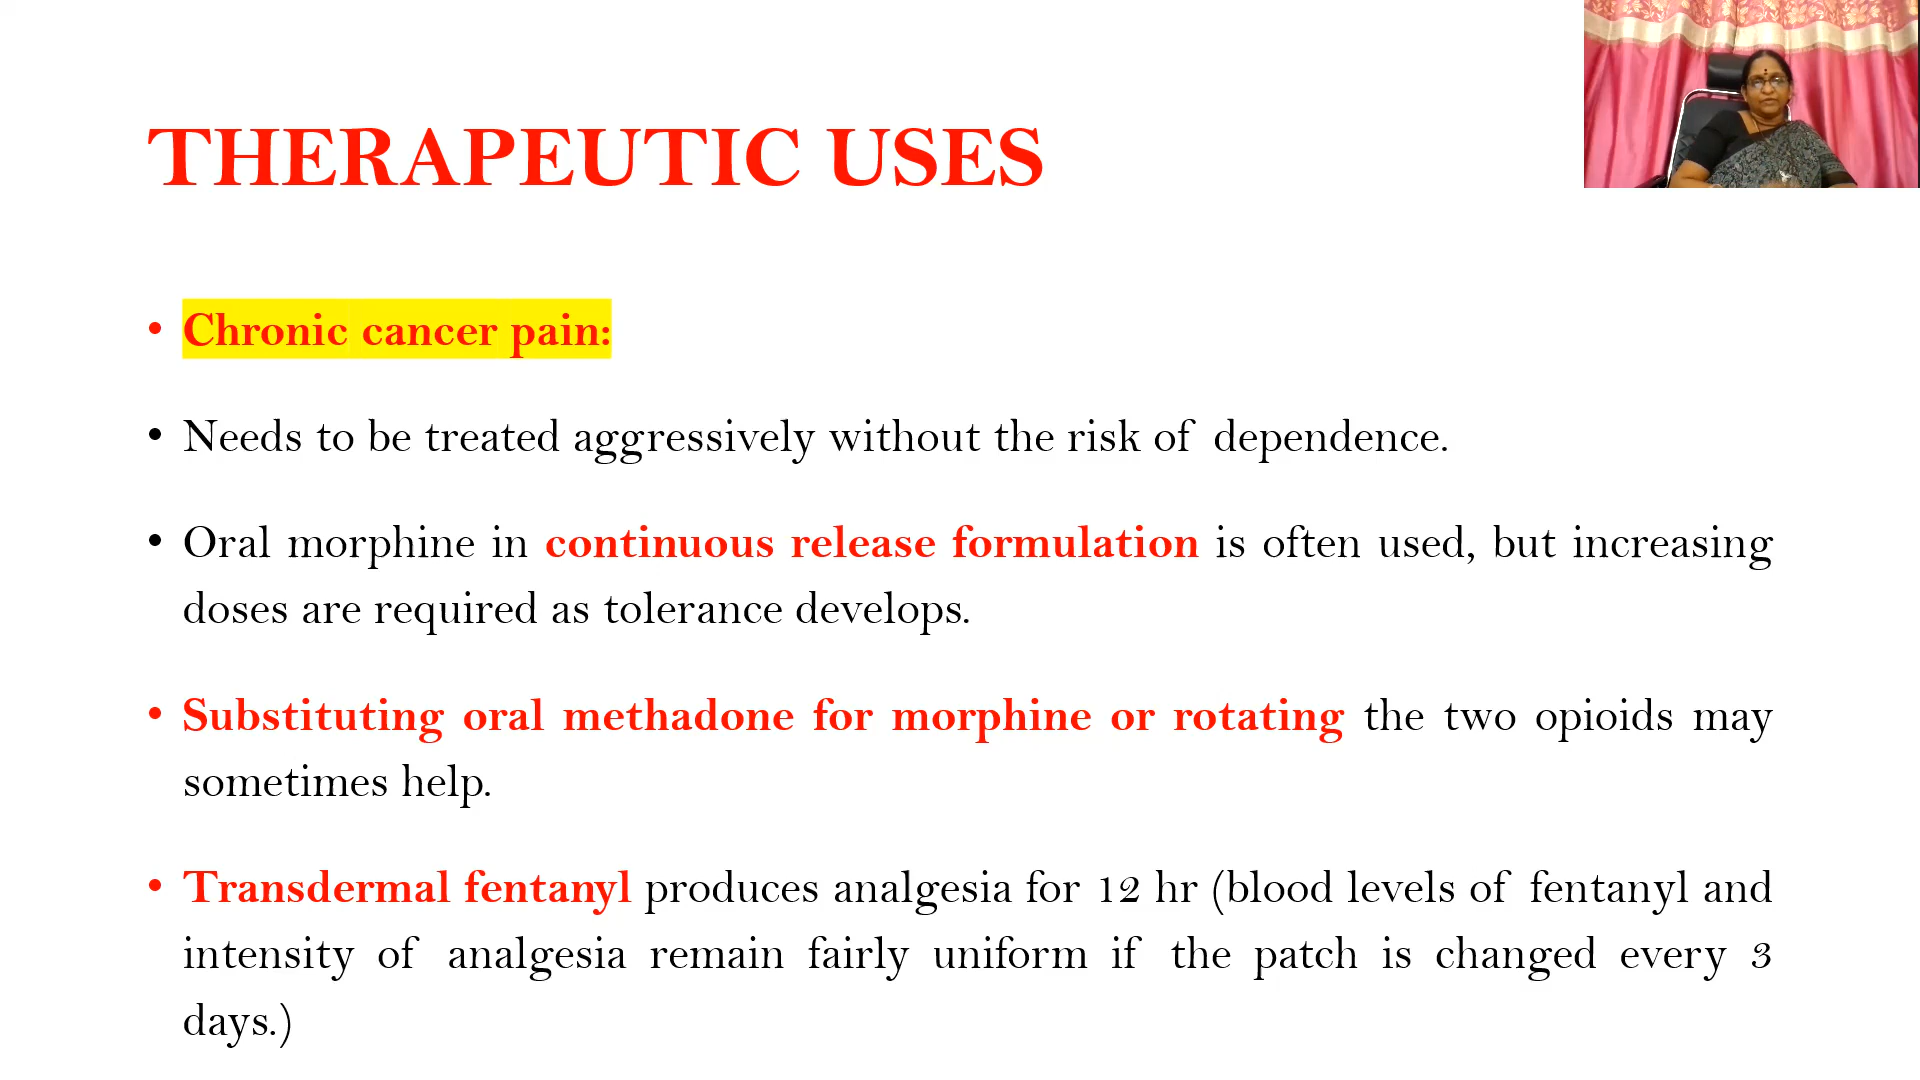 THERAPEUTIC USES
• Chronic cancer pain:
• Needs to be treated aggressively without the risk of dependence.
• Oral morphine in continuous release formulation is often used, but increasing
doses are required as tolerance develops.
• Substituting oral methadone for morphine or rotating the two opioids may
sometimes help.
• Transdermal fentanyl produces analgesia for 12 hr (blood levels of fentanyl and
intensity of analgesia remain fairly uniform if the patch is changed every 3
days.)